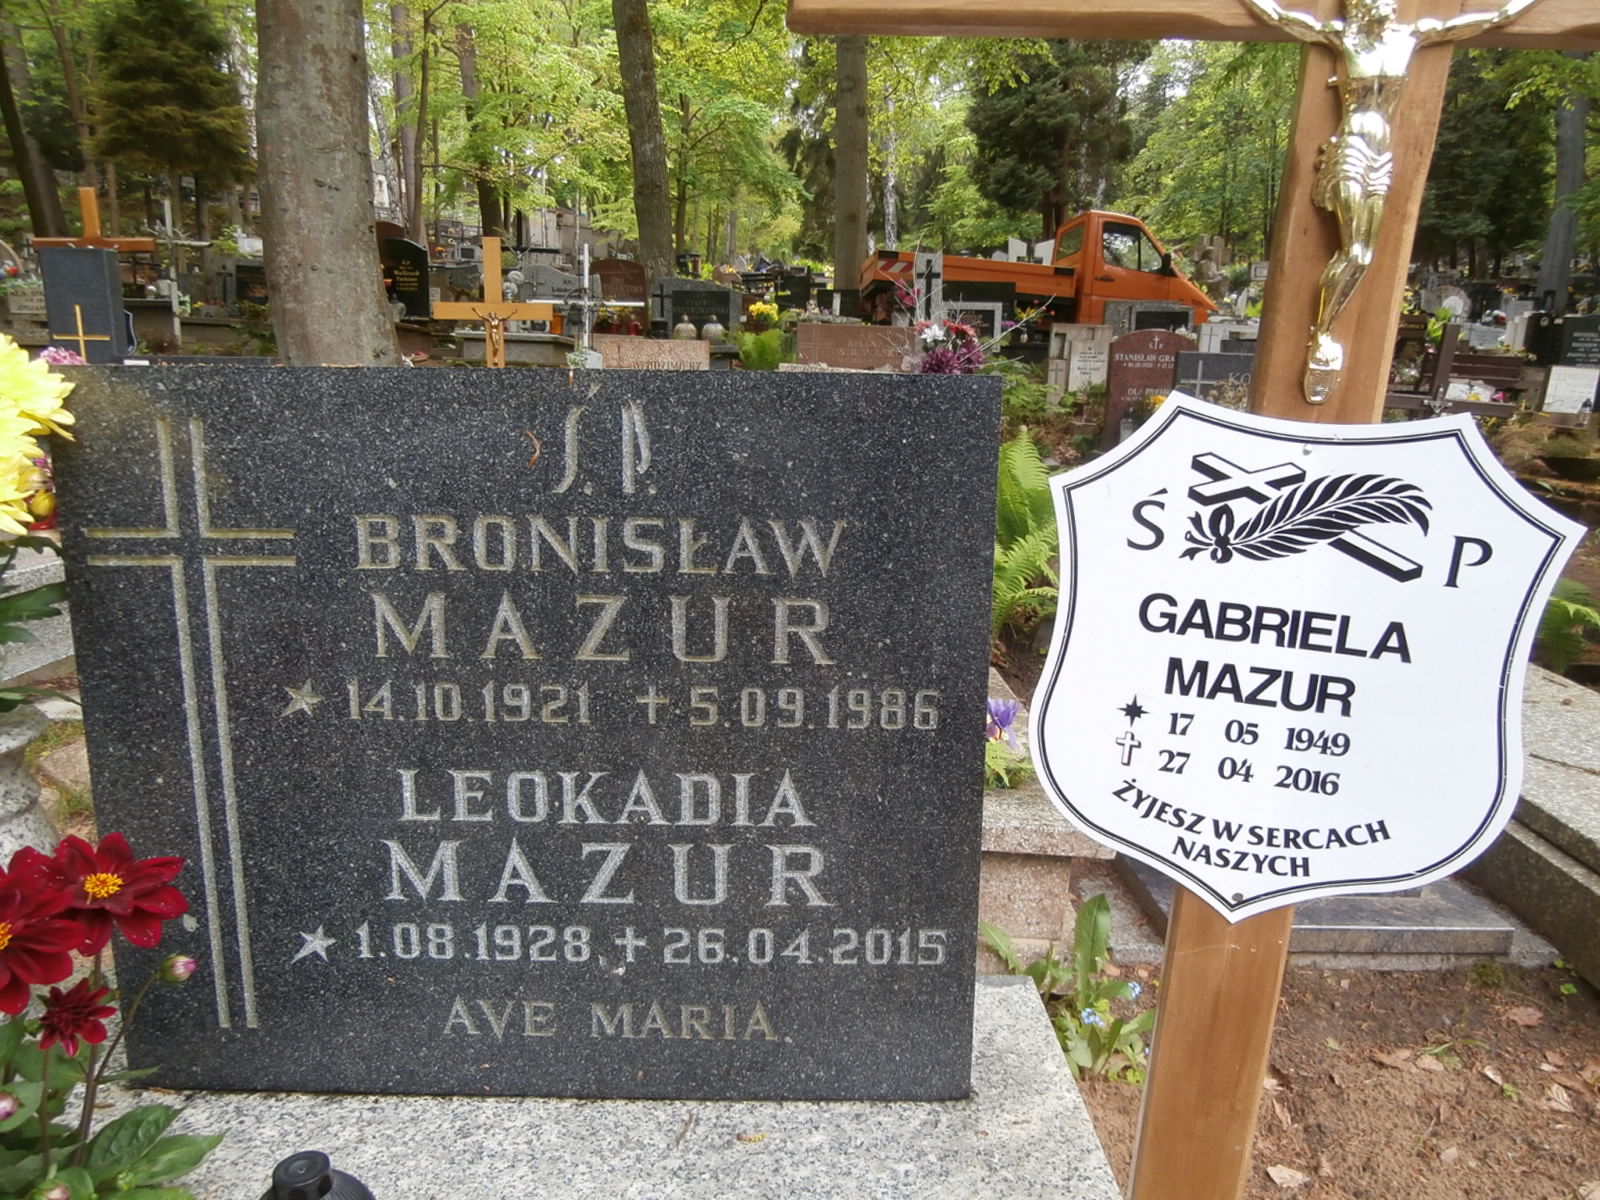 Ś. P.
BRONISŁAW
MAZUR
14.10.1921 5.09.1986
LEOKADIA
MAZUR
1.08.1928. 26.04.2015
AVE MARIA
Ś P
GABRIELA
MAZUR
17 05 1949
27 04 2016
ŻYJESZ W SERCACH
NASZYCH
STANISŁAW